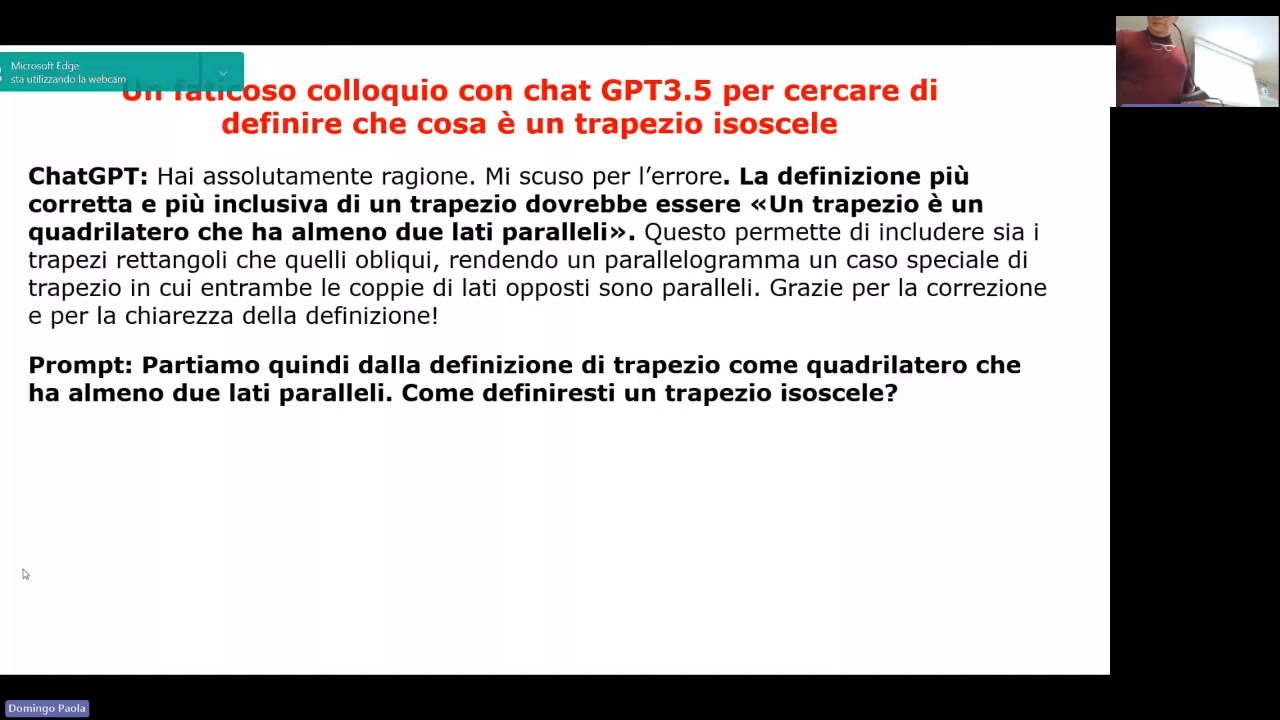 Microsoft Edge
sta utilizzando la webcam
Un faticoso colloquio con chat GPT3.5 per cercare di
definire che cosa è un trapezio isoscele
ChatGPT: Hai assolutamente ragione. Mi scuso per l’errore. La definizione più
corretta e più inclusiva di un trapezio dovrebbe essere «Un trapezio è un
quadrilatero che ha almeno due lati paralleli». Questo permette di includere sia i
trapezi rettangoli che quelli obliqui, rendendo un parallelogramma un caso speciale di
trapezio in cui entrambe le coppie di lati opposti sono paralleli. Grazie per la correzione
e per la chiarezza della definizione!
Prompt: Partiamo quindi dalla definizione di trapezio come quadrilatero che
ha almeno due lati paralleli. Come definiresti un trapezio isoscele?
Domingo Paola